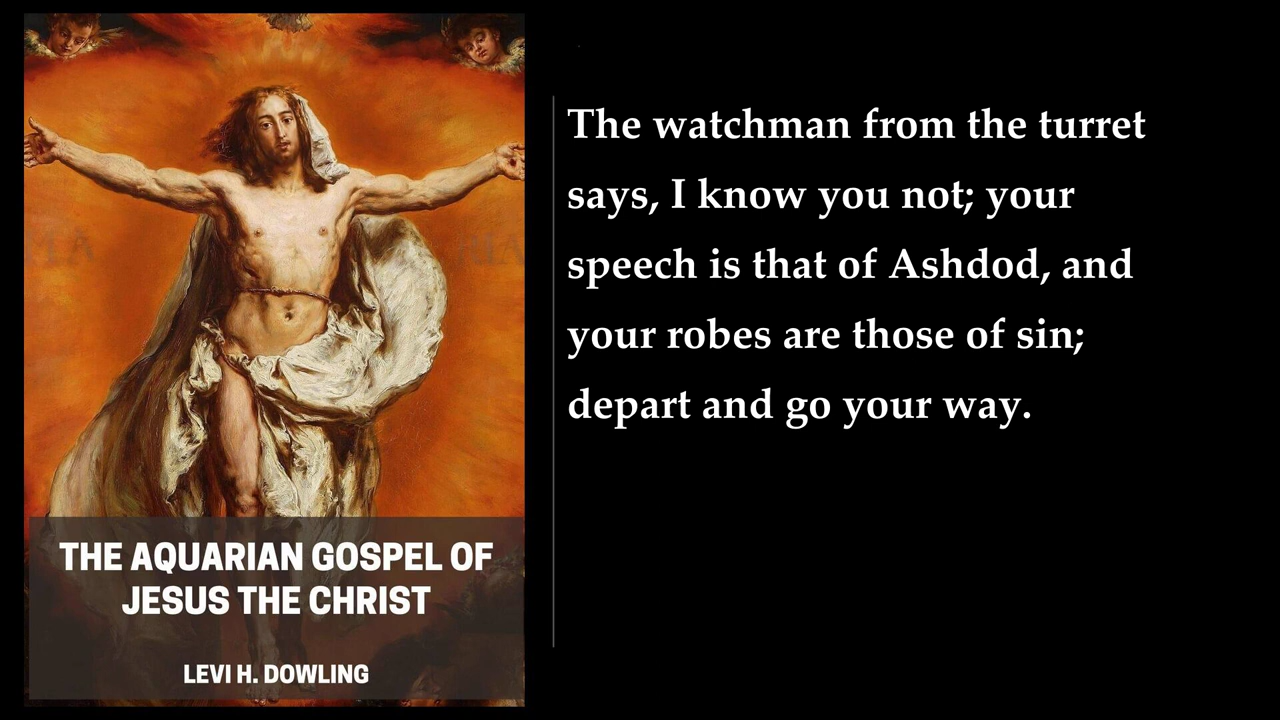 The watchman from the turret
says, I know you not; your
speech is that of Ashdod, and
your robes are those of sin;
depart and go your way.
THE AQUARIAN GOSPEL OF
JESUS THE CHRIST
LEVI H. DOWLING